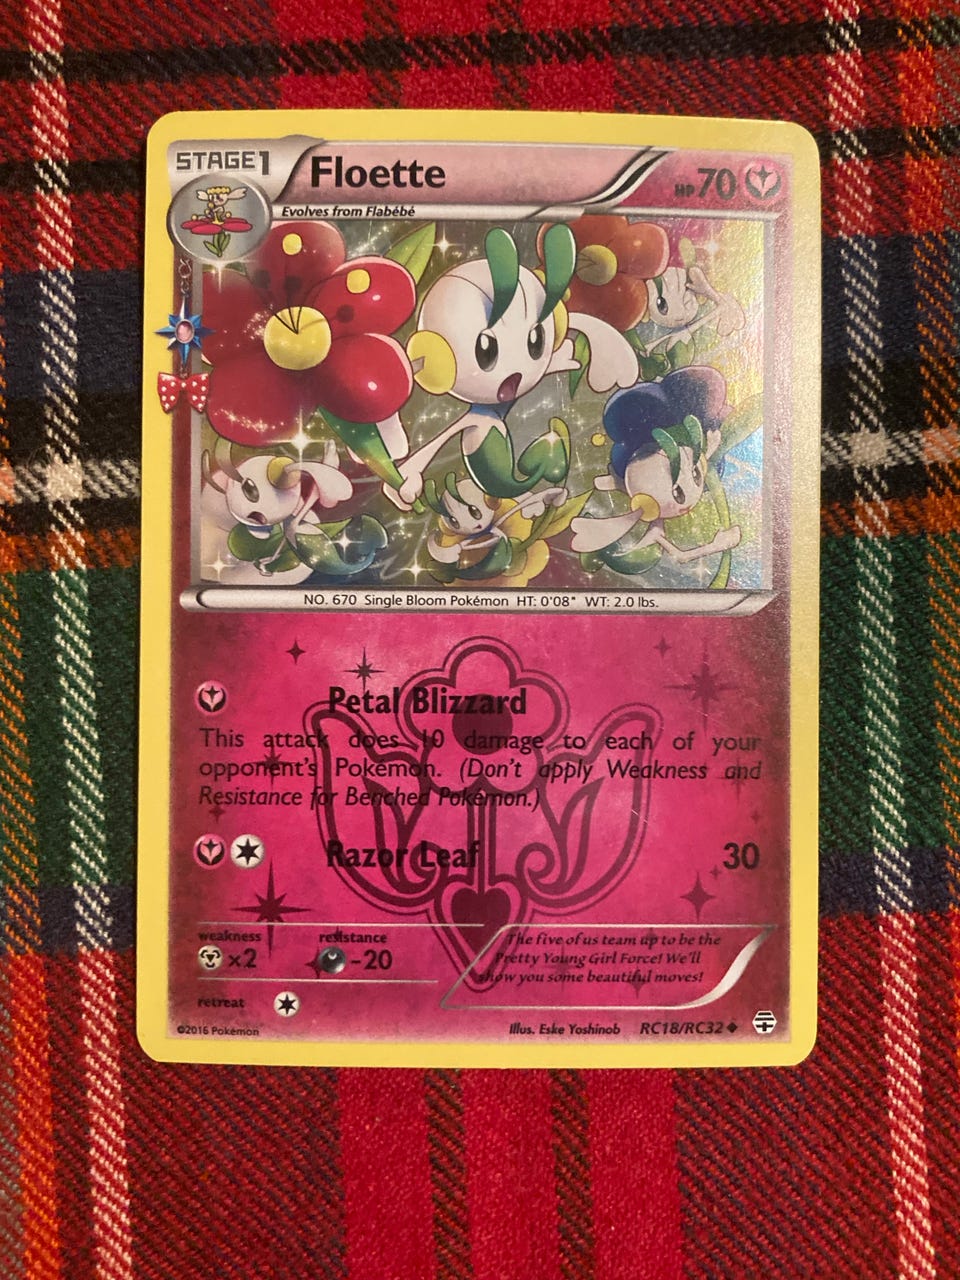 STAGE1
Floette
HP70
Evolves from Flabébé
NO. 670 Single Bloom Pokémon HT: 0'08" WT: 2.0 lbs.
Petal Blizzard
This attack does 10 damage to each of your
opponent's Pokémon. (Don't apply Weakness and
Resistance for Benched Pokémon.)
Razor Leaf 30
weakness
×2
resistance
-20
The five of us team up to be the
Pretty Young Girl Force! We'll
show you some beautiful moves!
retreat
©2016 Pokémon
Illus. Eske Yoshinob
RC18/RC32